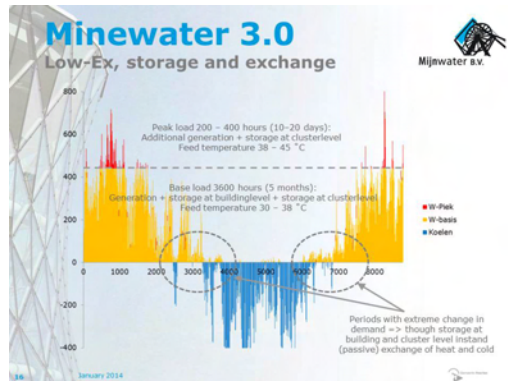 Minewater 3.0
Low-Ex, storage and exchange
Mijnwater B.V.
800
600
400
200
0
-200
-400
Peak load 200 – 400 hours (10–20 days):
Additional generation + storage at clusterlevel
Feed temperature 38 – 45 ˚C
Base load 3600 hours (5 months):
Generation + storage at buildinglevel + storage at clusterlevel
Feed temperature 30 – 38 ˚C
0 1000 2000 3000 4000 5000 6000 7000 8000
W-Piek
W-basis
Koelen
Periods with extreme change in
demand => though storage at
building and cluster level instand
(passive) exchange of heat and cold
16
January 2014